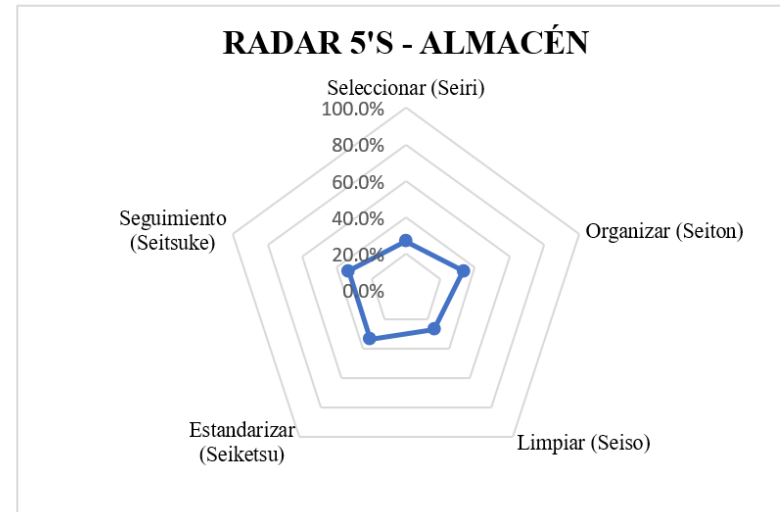 RADAR 5'S - ALMACÉN
Seleccionar (Seiri)
100.0%
80.0%
60.0%
40.0%
20.0%
0.0%
Organizar (Seiton)
Limpiar (Seiso)
Estandarizar
(Seiketsu)
Seguimiento
(Seitsuke)